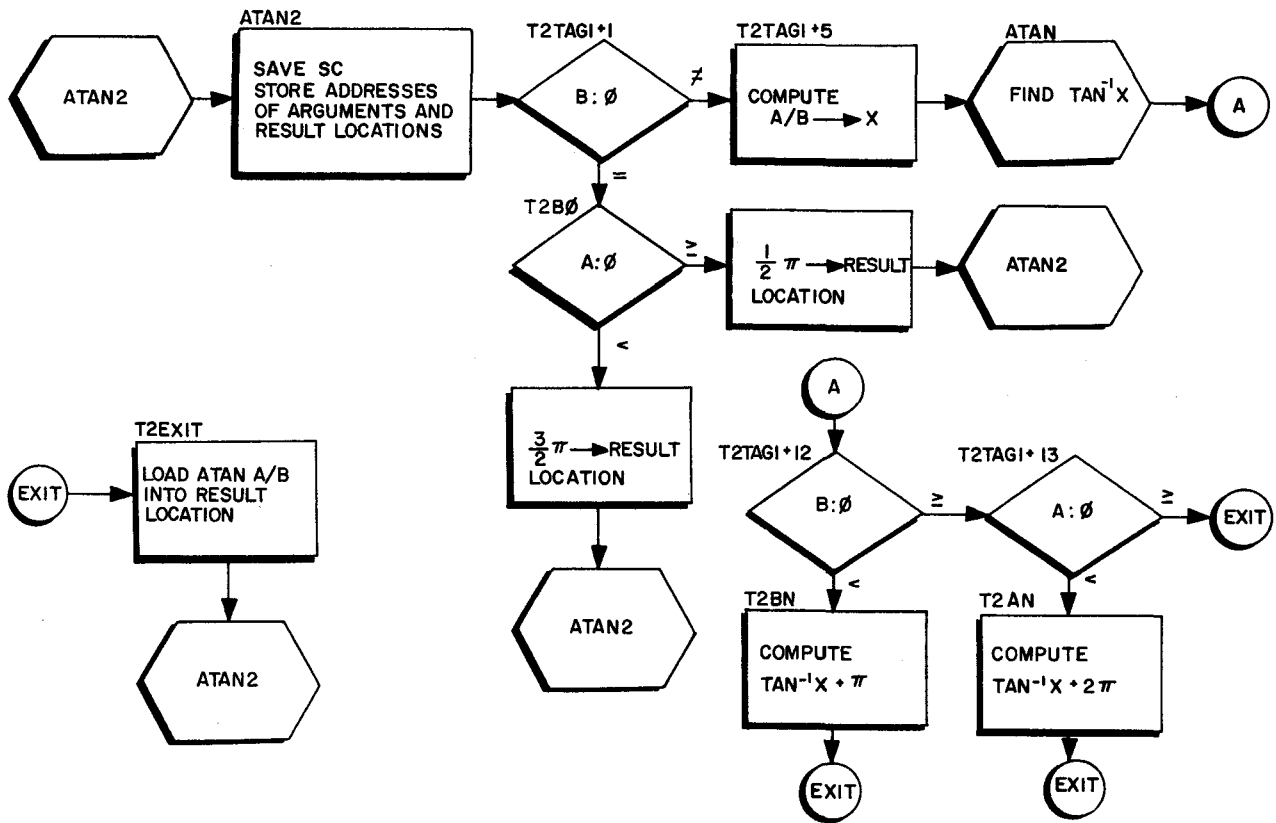 ATAN2
ATAN2
SAVE SC
STORE ADDRESSES
OF ARGUMENTS AND
RESULT LOCATIONS
T2TAG1+1
B:Ø
≠
=
T2TAG1+5
COMPUTE
A/B → X
ATAN
FIND TAN⁻¹X
A
T2BØ
A:Ø
≥
<
1/2 π → RESULT
LOCATION
ATAN2
3/2 π → RESULT
LOCATION
ATAN2
EXIT
T2EXIT
LOAD ATAN A/B
INTO RESULT
LOCATION
ATAN2
A
T2TAG1+12
B:Ø
≥
<
T2TAG1+13
A:Ø
≥
<
EXIT
T2BN
COMPUTE
TAN⁻¹X + π
EXIT
T2AN
COMPUTE
TAN⁻¹X + 2π
EXIT